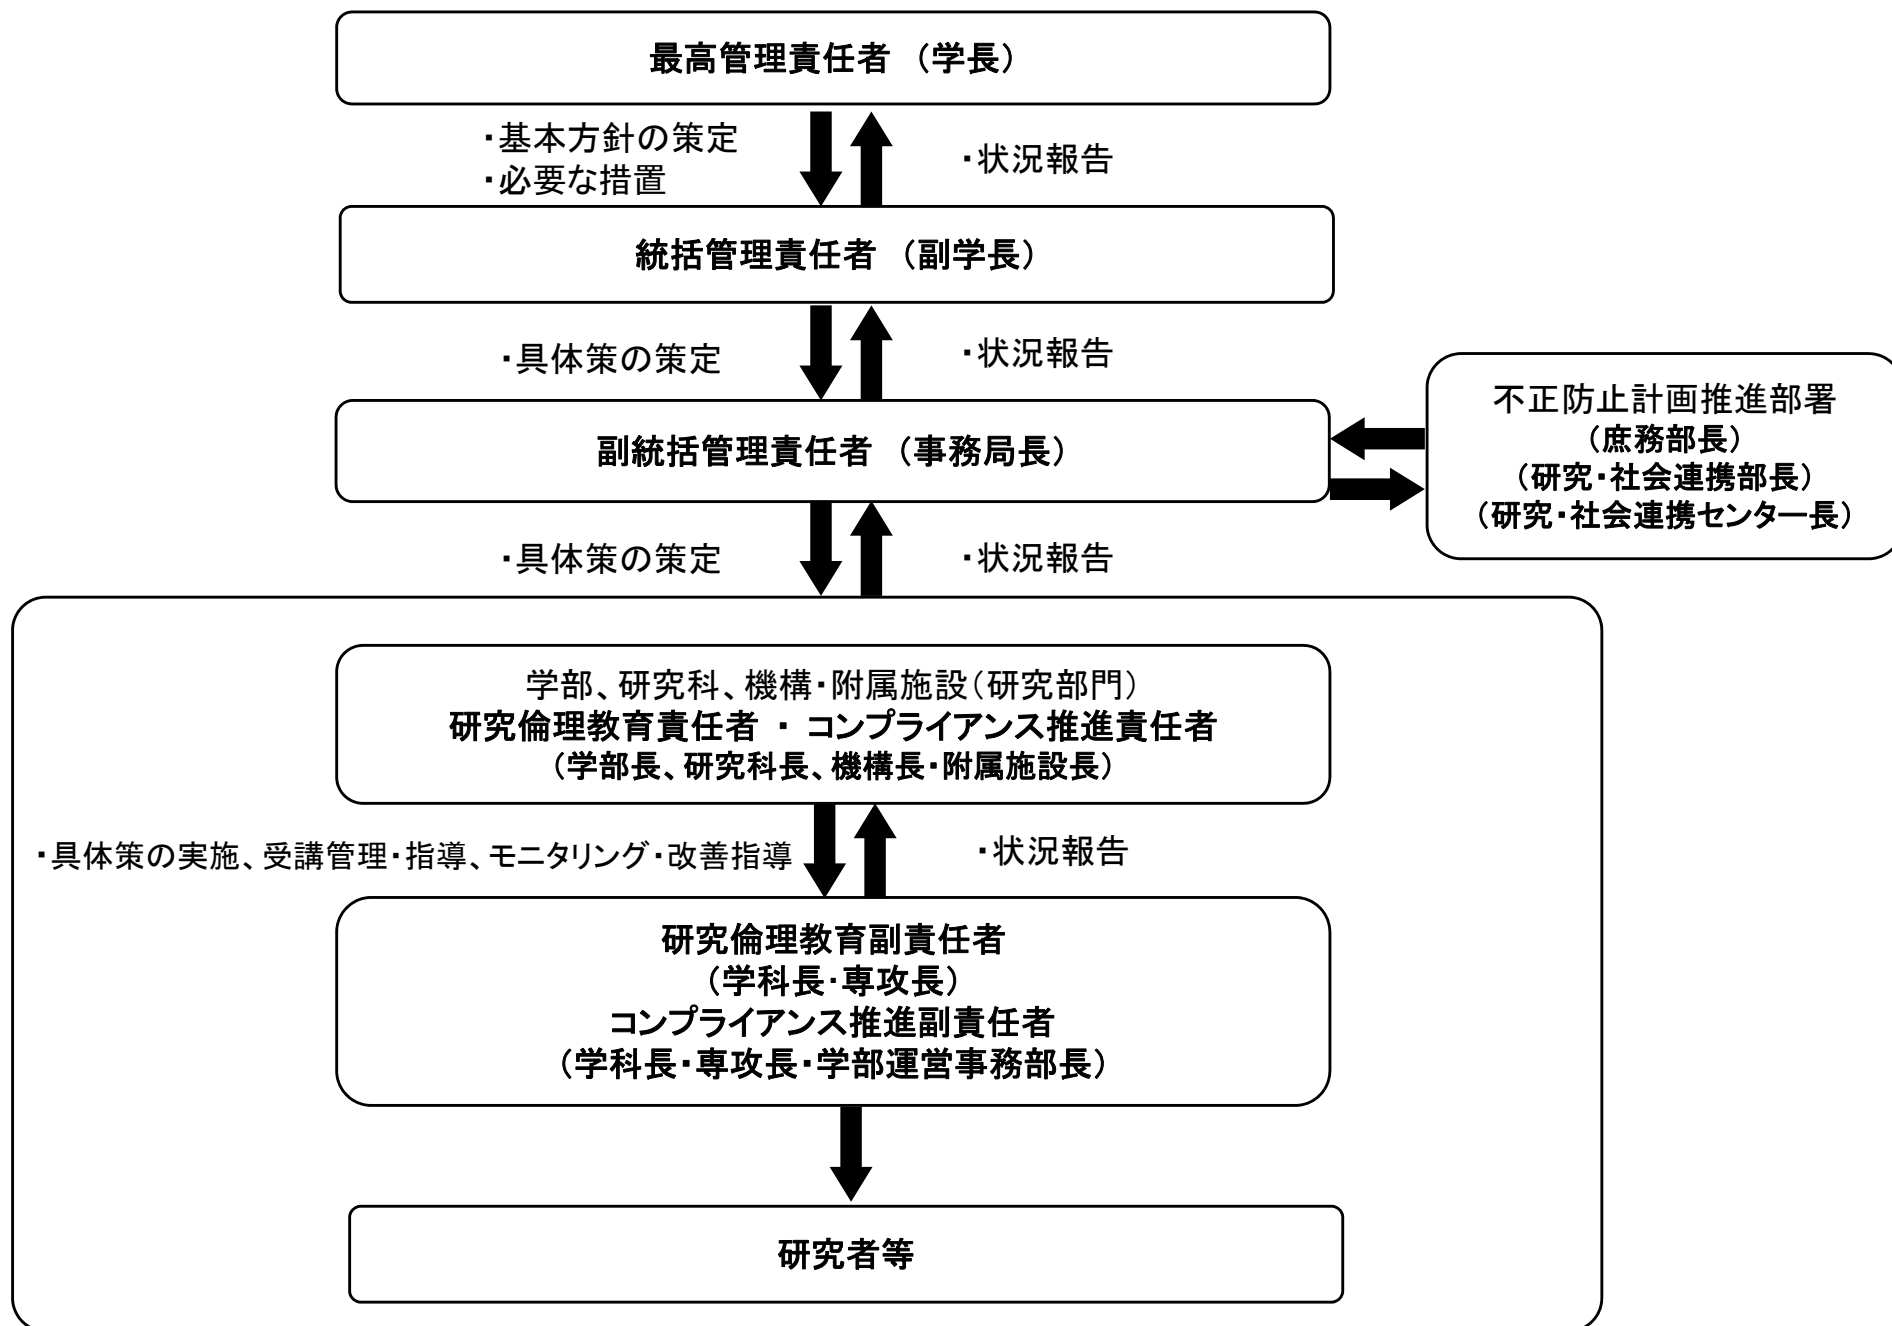 最高管理責任者 （学長）
・基本方針の策定
・必要な措置
・状況報告
統括管理責任者 （副学長）
・具体策の策定
・状況報告
副統括管理責任者 （事務局長）
不正防止計画推進部署
（庶務部長）
（研究・社会連携部長）
（研究・社会連携センター長）
・具体策の策定
・状況報告
学部、研究科、機構・附属施設（研究部門）
研究倫理教育責任者 ・ コンプライアンス推進責任者
（学部長、研究科長、機構長・附属施設長）
・具体策の実施、受講管理・指導、モニタリング・改善指導
・状況報告
研究倫理教育副責任者
（学科長・専攻長）
コンプライアンス推進副責任者
（学科長・専攻長・学部運営事務部長）
研究者等